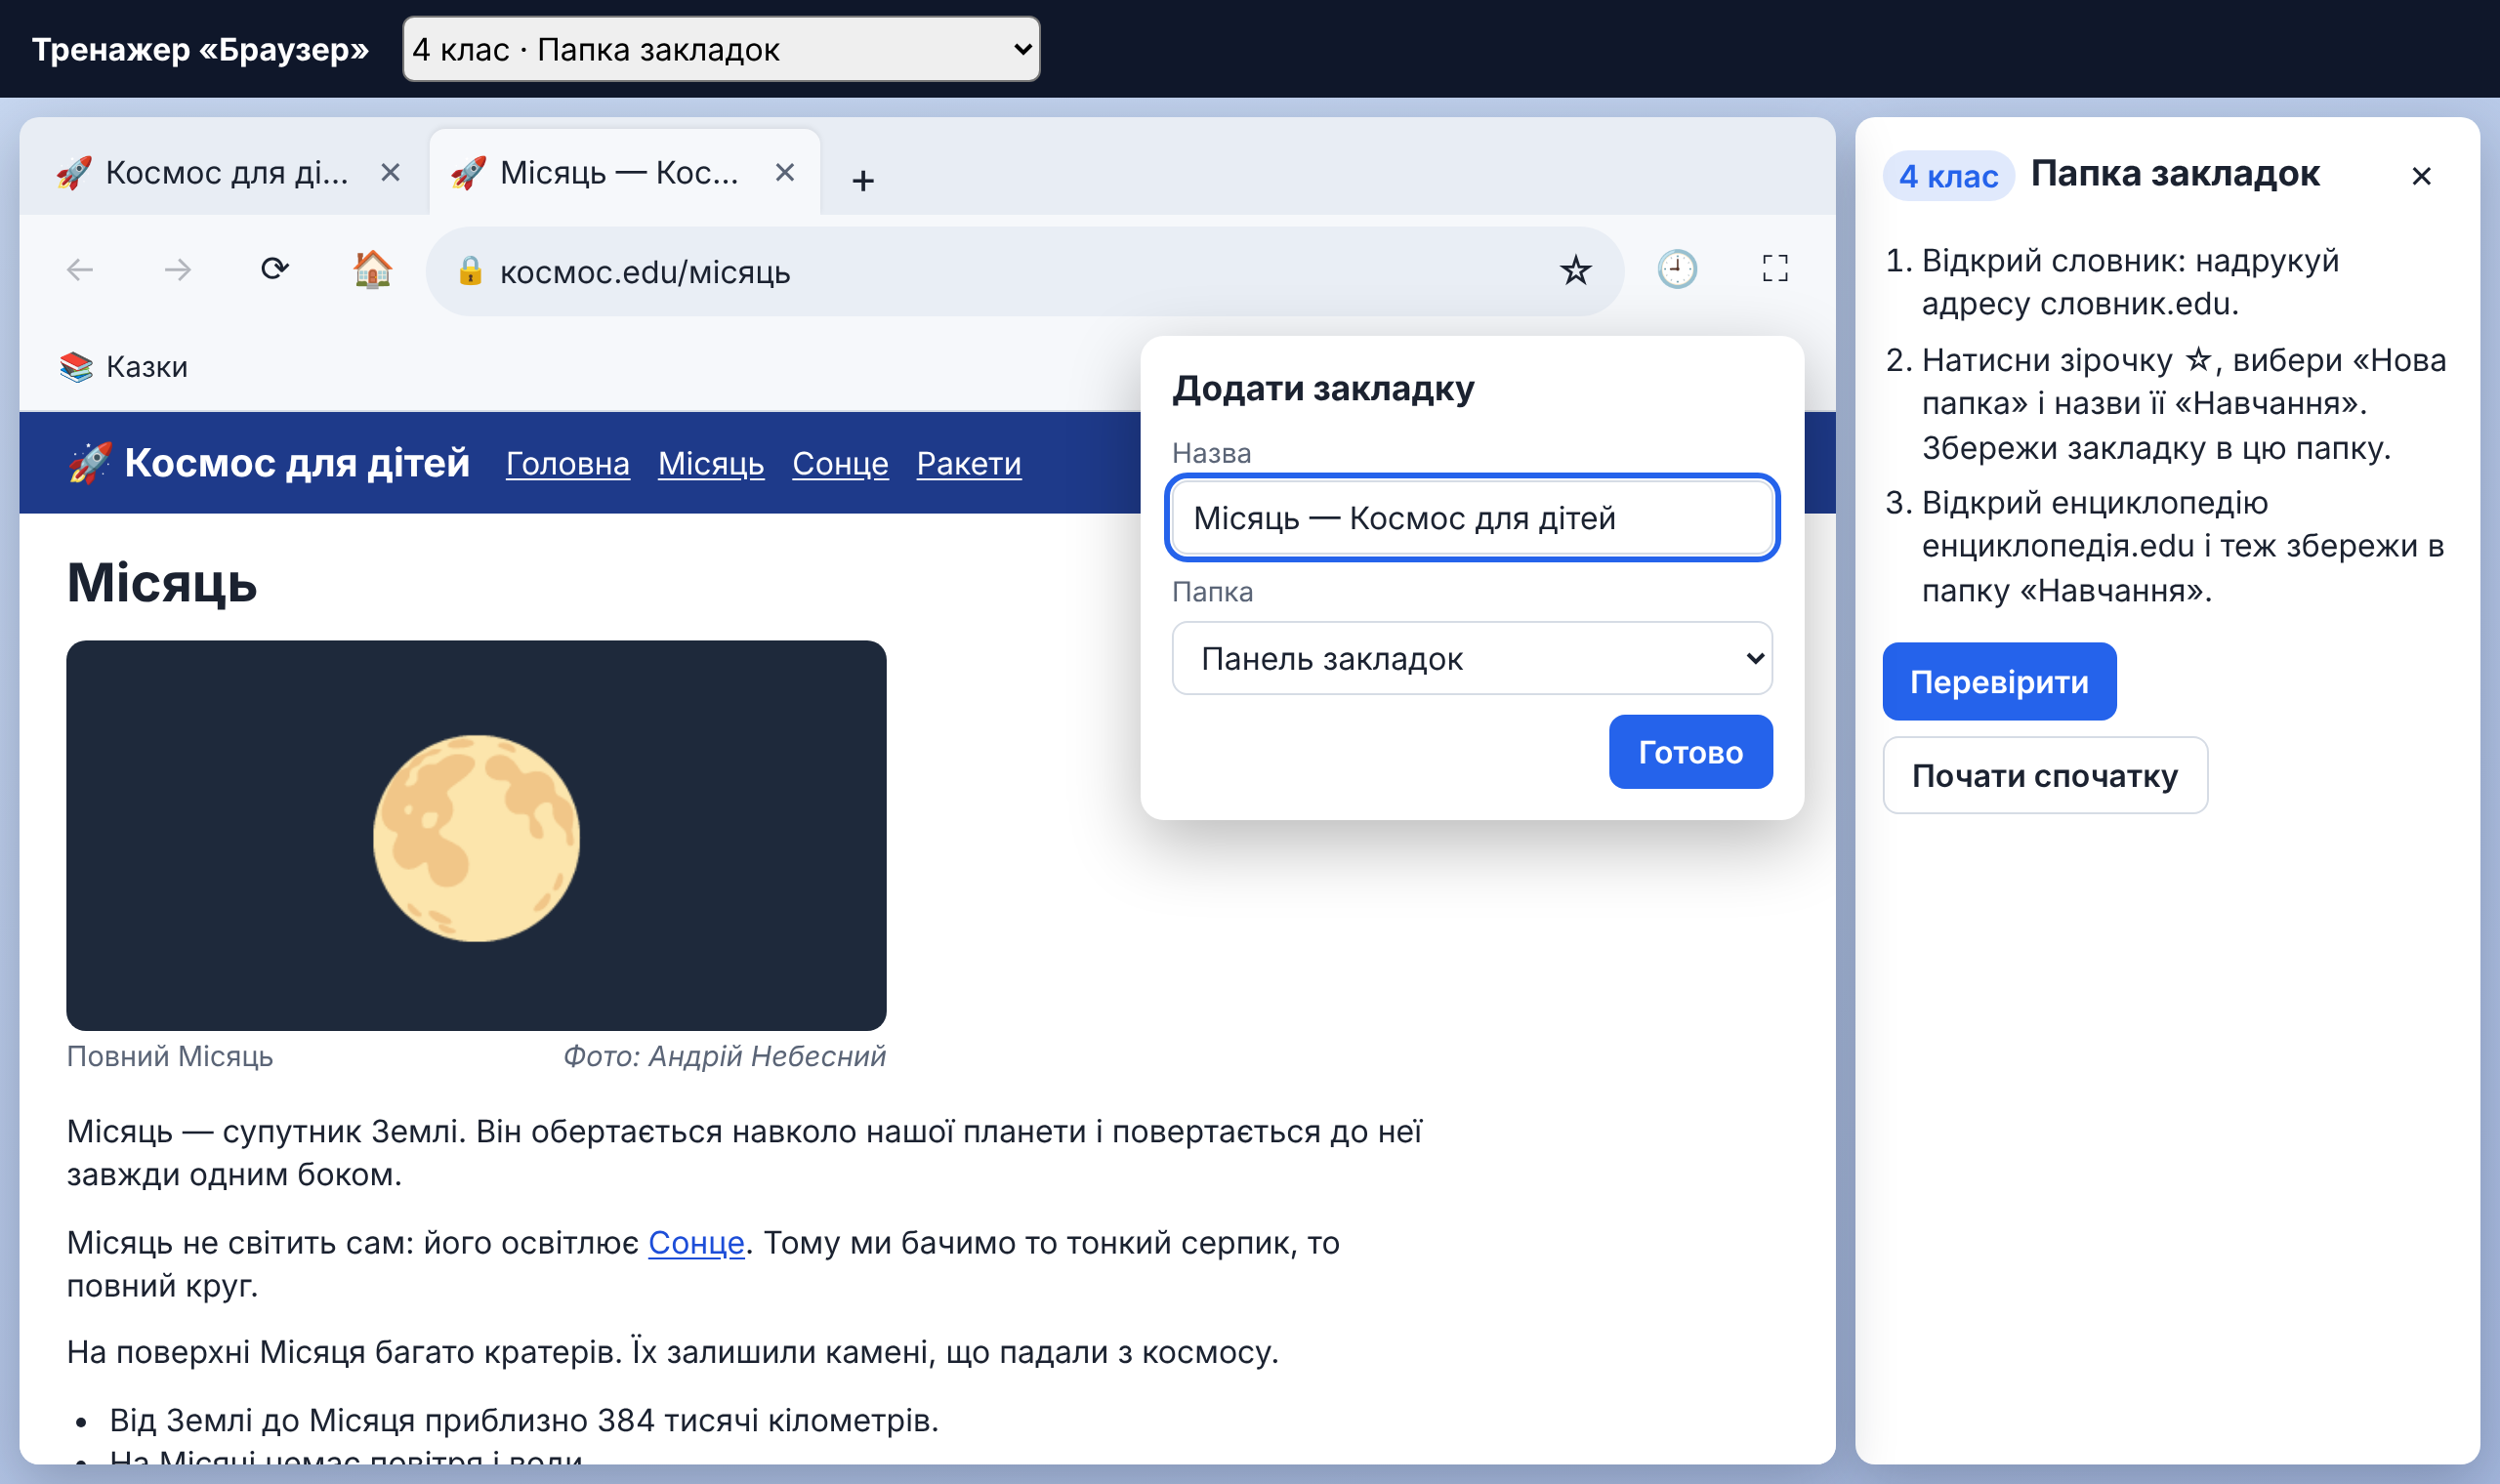 Тренажер «Браузер»
4 клас · Папка закладок
Космос для ді...
Місяць — Кос...
космос.edu/місяць
Казки
Космос для дітей
Головна
Місяць
Сонце
Ракети
Місяць
Повний Місяць
Фото: Андрій Небесний
Місяць — супутник Землі. Він обертається навколо нашої планети і повертається до неї
завжди одним боком.
Місяць не світить сам: його освітлює Сонце. Тому ми бачимо то тонкий серпик, то
повний круг.
На поверхні Місяця багато кратерів. Їх залишили камені, що падали з космосу.
• Від Землі до Місяця приблизно 384 тисячі кілометрів.
• На Місяці немає повітря і води
Додати закладку
Назва
Місяць — Космос для дітей
Папка
Панель закладок
Готово
4 клас
Папка закладок
1. Відкрий словник: надрукуй
адресу словник.edu.
2. Натисни зірочку ☆, вибери «Нова
папка» і назви її «Навчання».
Збережи закладку в цю папку.
3. Відкрий енциклопедію
енциклопедія.edu і теж збережи в
папку «Навчання».
Перевірити
Почати спочатку